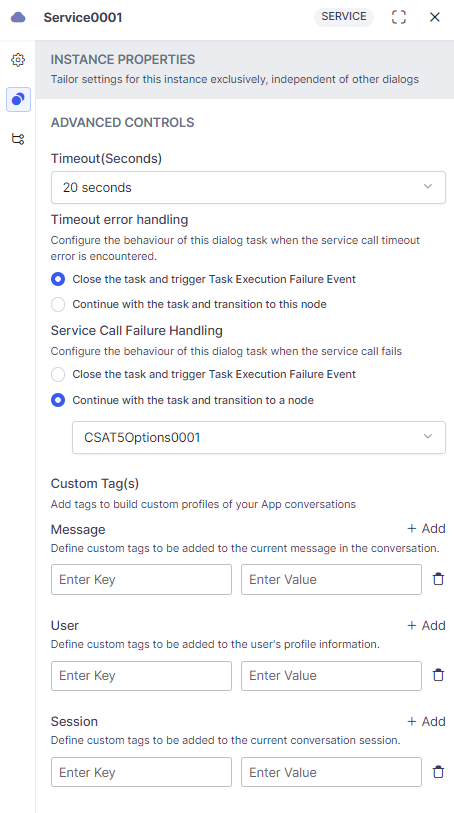 Service0001
SERVICE
INSTANCE PROPERTIES
Tailor settings for this instance exclusively, independent of other dialogs
ADVANCED CONTROLS
Timeout(Seconds)
20 seconds
Timeout error handling
Configure the behaviour of this dialog task when the service call timeout
error is encountered.
Close the task and trigger Task Execution Failure Event
Continue with the task and transition to this node
Service Call Failure Handling
Configure the behaviour of this dialog task when the service call fails
Close the task and trigger Task Execution Failure Event
Continue with the task and transition to a node
CSAT5Options0001
Custom Tag(s)
Add tags to build custom profiles of your App conversations
Message + Add
Define custom tags to be added to the current message in the conversation.
Enter Key Enter Value
User + Add
Define custom tags to be added to the user's profile information.
Enter Key Enter Value
Session + Add
Define custom tags to be added to the current conversation session.
Enter Key Enter Value